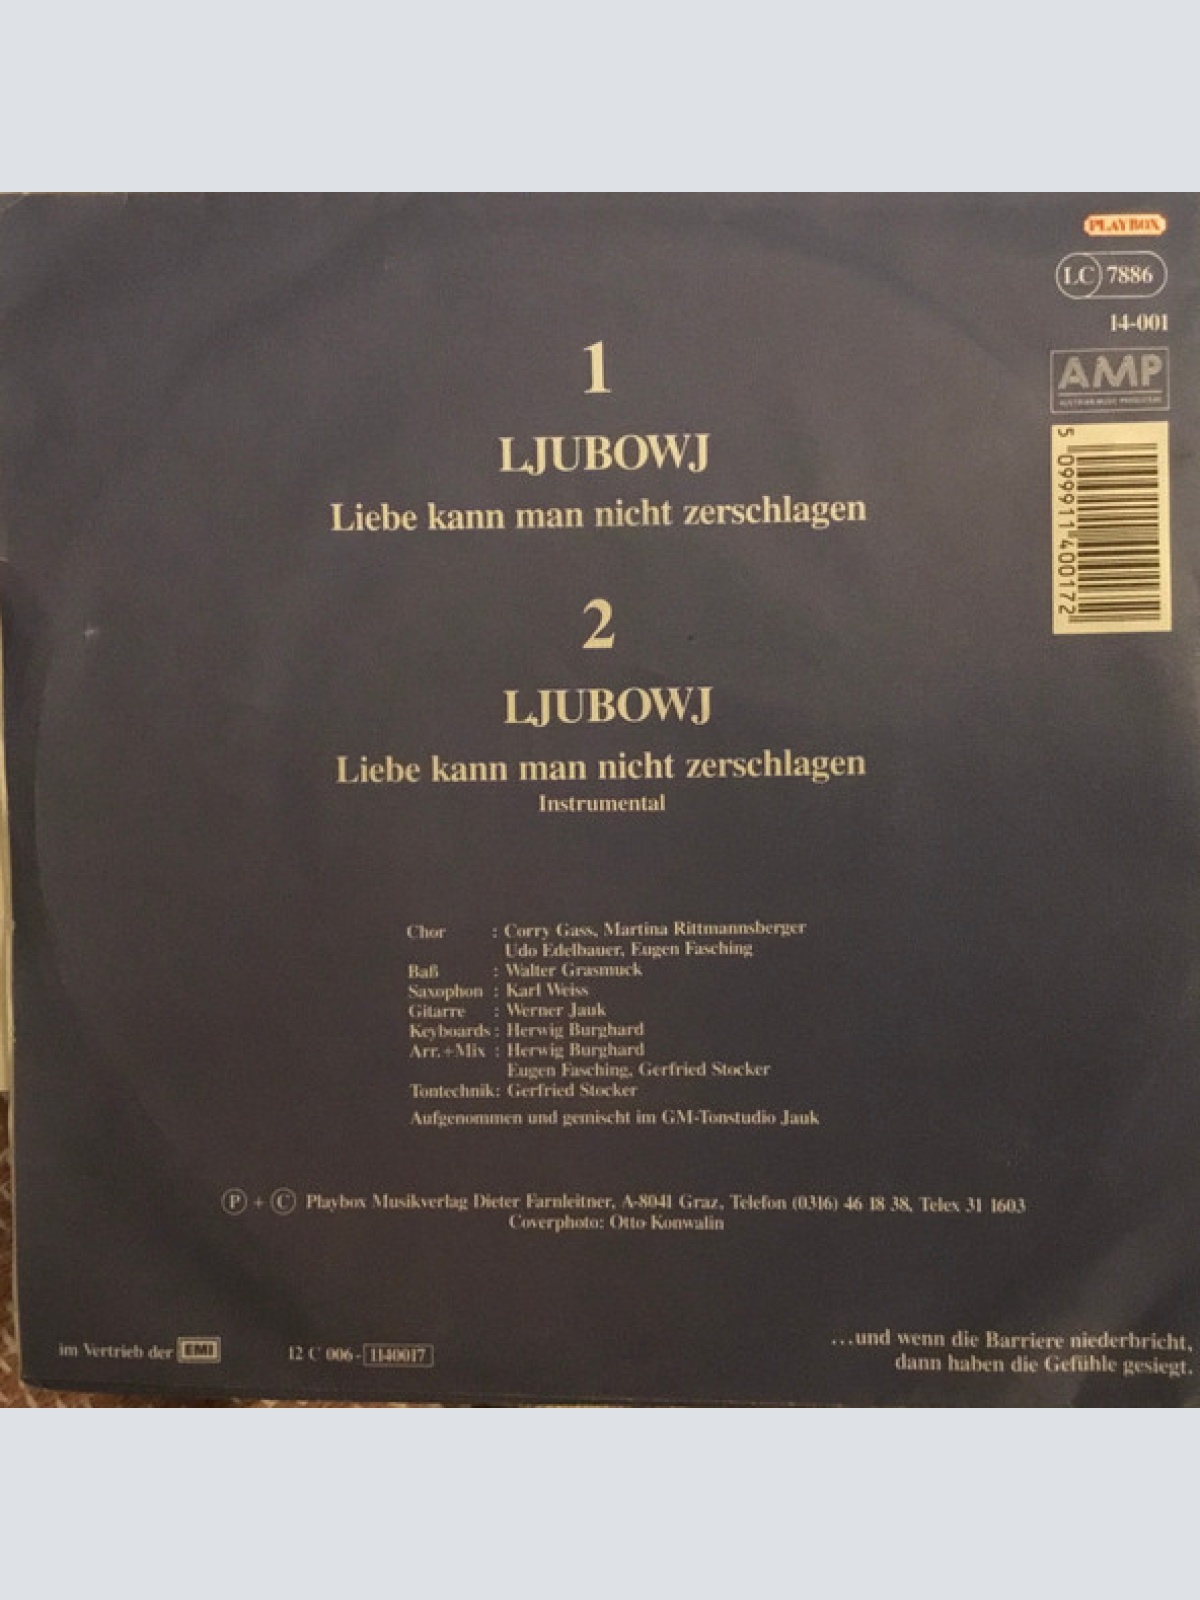 PLAYBOX
LC 7886
14-001
AMP
5 099911 400172
1
LJUBOWJ
Liebe kann man nicht zerschlagen
2
LJUBOWJ
Liebe kann man nicht zerschlagen
Instrumental
Chor : Corry Gass, Martina Rittmannsberger
Udo Edelbauer, Eugen Fasching
Baß : Walter Grasmuck
Saxophon : Karl Weiss
Gitarre : Werner Jauk
Keyboards : Herwig Burghard
Arr.+Mix : Herwig Burghard
Eugen Fasching, Gerfried Stocker
Tontechnik: Gerfried Stocker
Aufgenommen und gemischt im GM-Tonstudio Jauk
Ⓟ + Ⓒ Playbox Musikverlag Dieter Farnleitner, A-8041 Graz, Telefon (0316) 46 18 38, Telex 31 1603
Coverphoto: Otto Konwalin
im Vertrieb der EMI
12 C 006-1140017
...und wenn die Barriere niederbricht,
dann haben die Gefühle gesiegt.